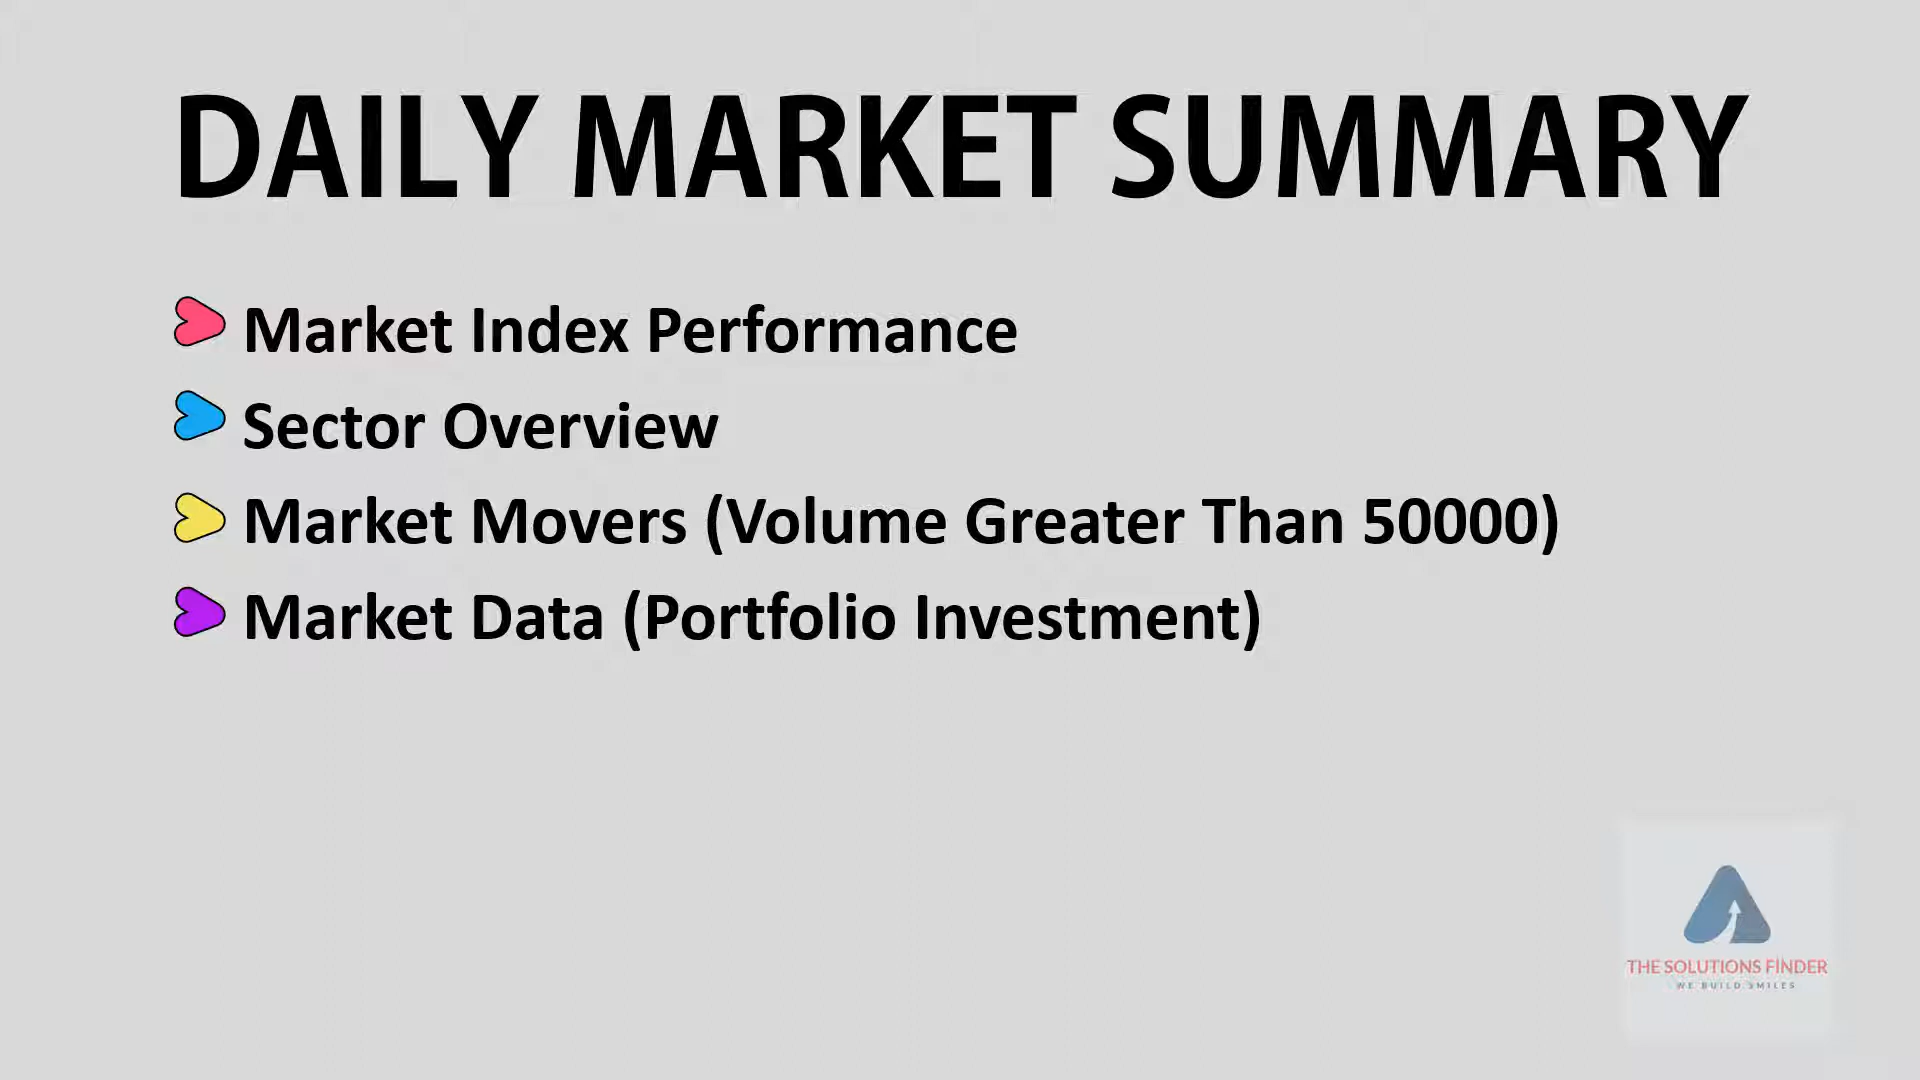 DAILY MARKET SUMMARY
Market Index Performance
Sector Overview
Market Movers (Volume Greater Than 50000)
Market Data (Portfolio Investment)
THE SOLUTIONS FINDER
WE BUILD SMILES